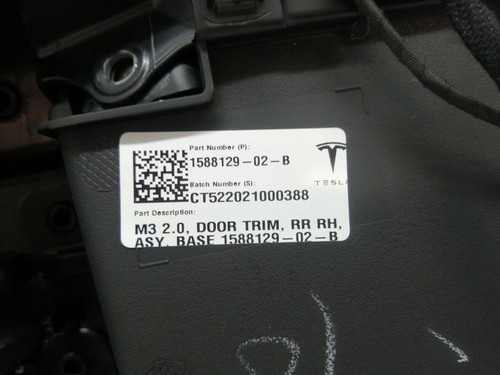 Part Number (P):
1588129-02-B
TESLA
Batch Number (S):
CT522021000388
Part Description:
M3 2.0, DOOR TRIM, RR RH,
ASY, BASE 1588129-02-B